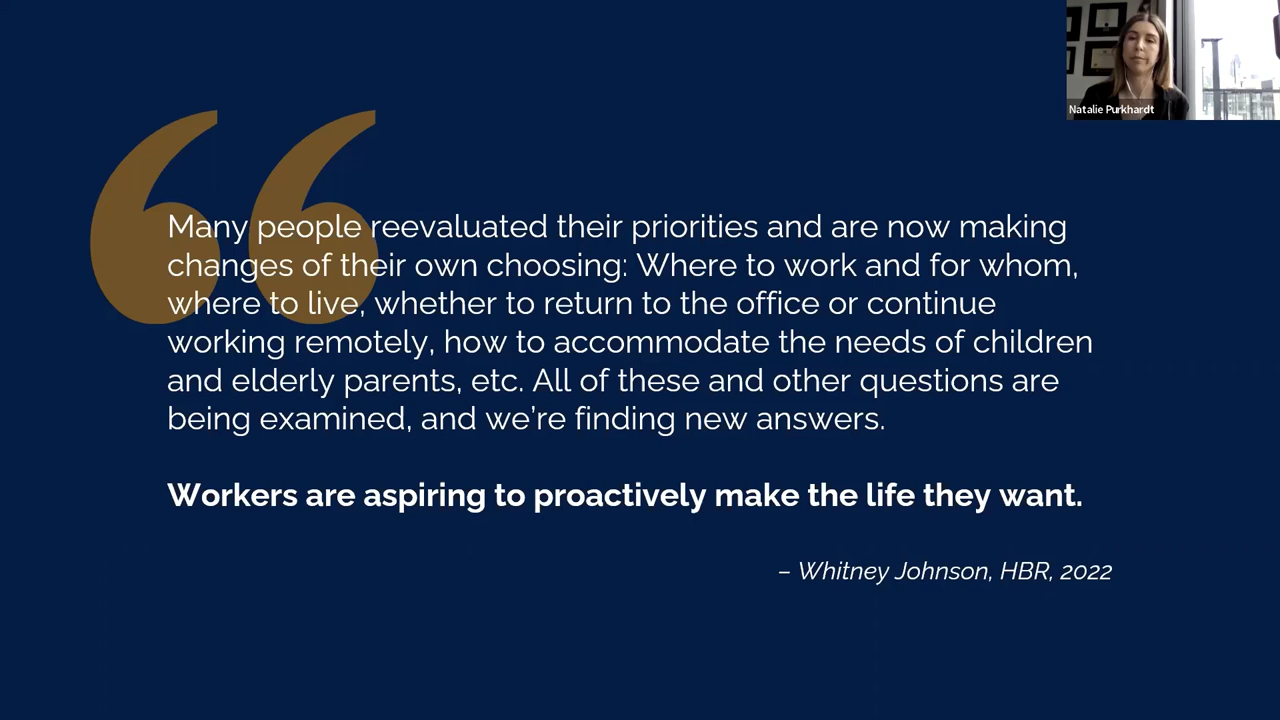 Natalie Purkhardt
Many people reevaluated their priorities and are now making
changes of their own choosing: Where to work and for whom,
where to live, whether to return to the office or continue
working remotely, how to accommodate the needs of children
and elderly parents, etc. All of these and other questions are
being examined, and we’re finding new answers.
Workers are aspiring to proactively make the life they want.
– Whitney Johnson, HBR, 2022